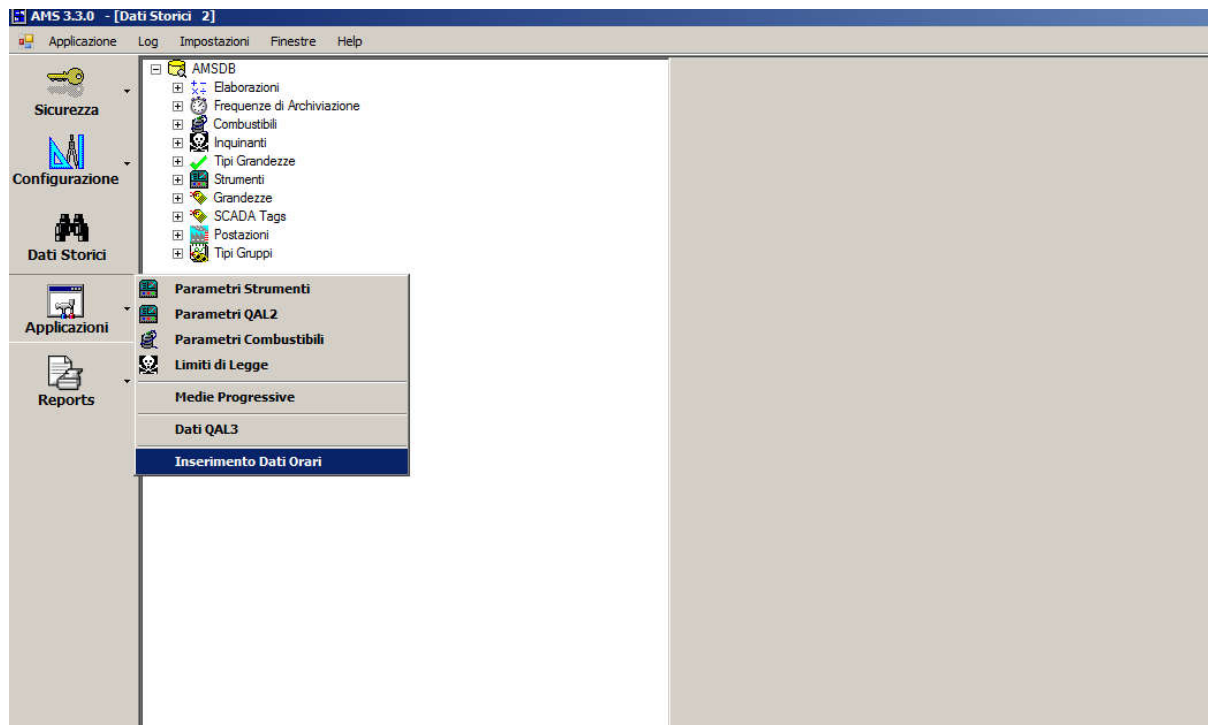 AMS 3.3.0 - [Dati Storici 2]
Applicazione Log Impostazioni Finestre Help
Sicurezza
Configurazione
Dati Storici
Applicazioni
Reports
AMSDB
Elaborazioni
Frequenze di Archiviazione
Combustibili
Inquinanti
Tipi Grandezze
Strumenti
Grandezze
SCADA Tags
Postazioni
Tipi Gruppi
Parametri Strumenti
Parametri QAL2
Parametri Combustibili
Limiti di Legge
Medie Progressive
Dati QAL3
Inserimento Dati Orari